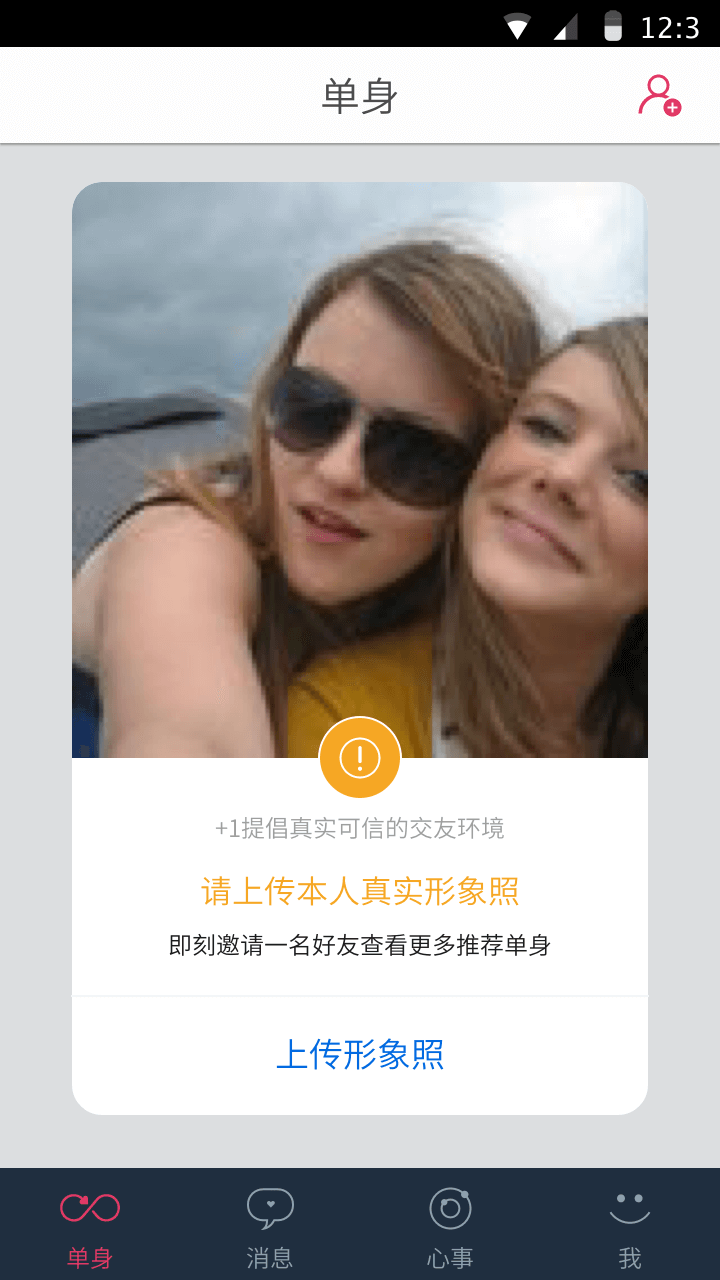 12:3
单身
+1提倡真实可信的交友环境
请上传本人真实形象照
即刻邀请一名好友查看更多推荐单身
上传形象照
单身
消息
心事
我